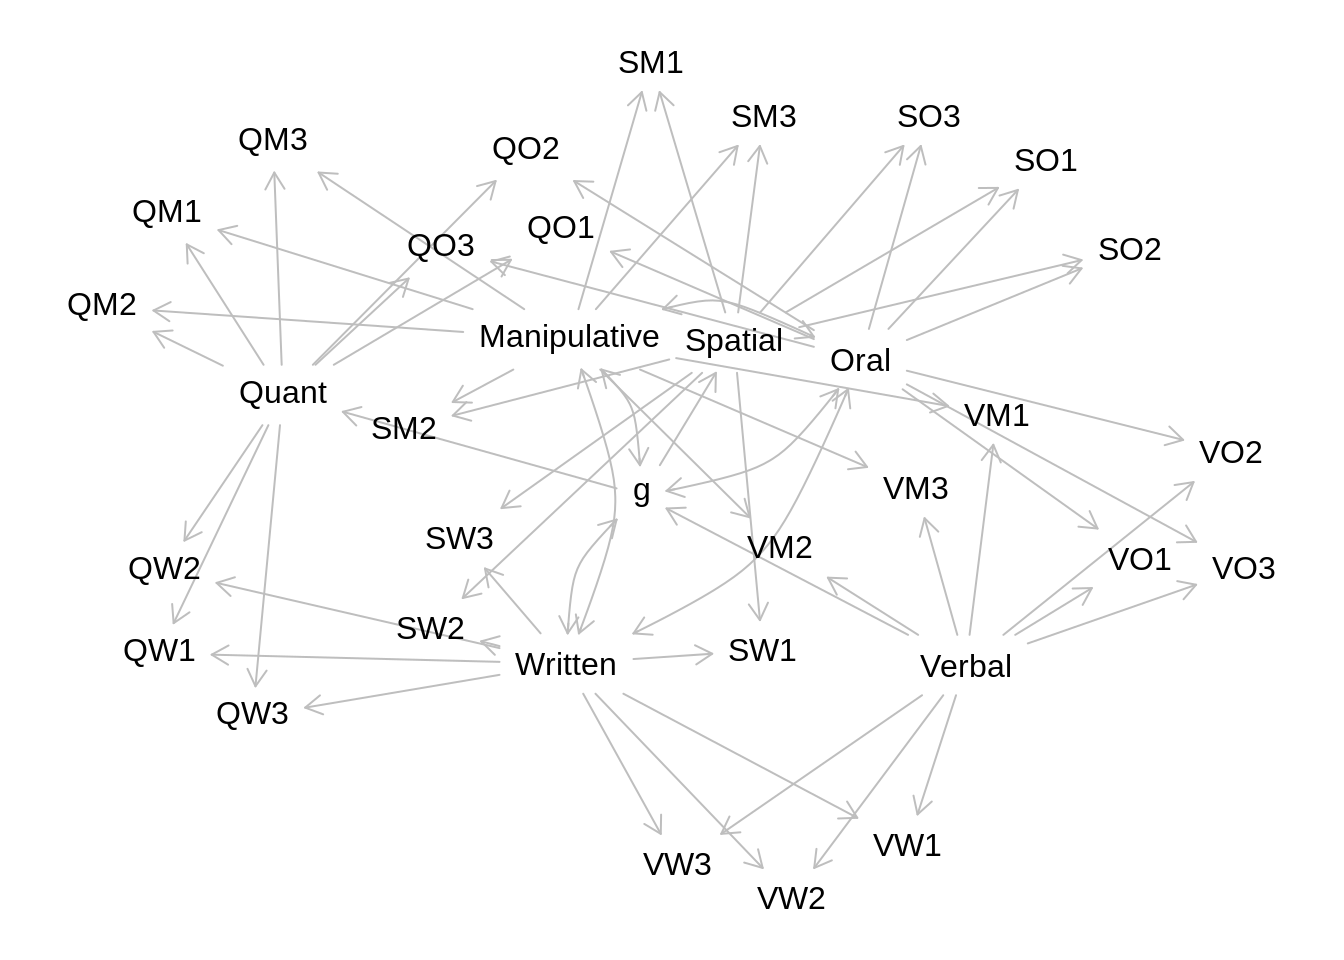 SM1
SM3
SO3
QM3
QO2
SO1
QM1
QO1
QO3
SO2
QM2
Manipulative
Spatial
Oral
Quant
VM1
SM2
VO2
g
VM3
SW3
VM2
VO1
QW2
VO3
SW2
QW1
SW1
Written
Verbal
QW3
VW1
VW3
VW2